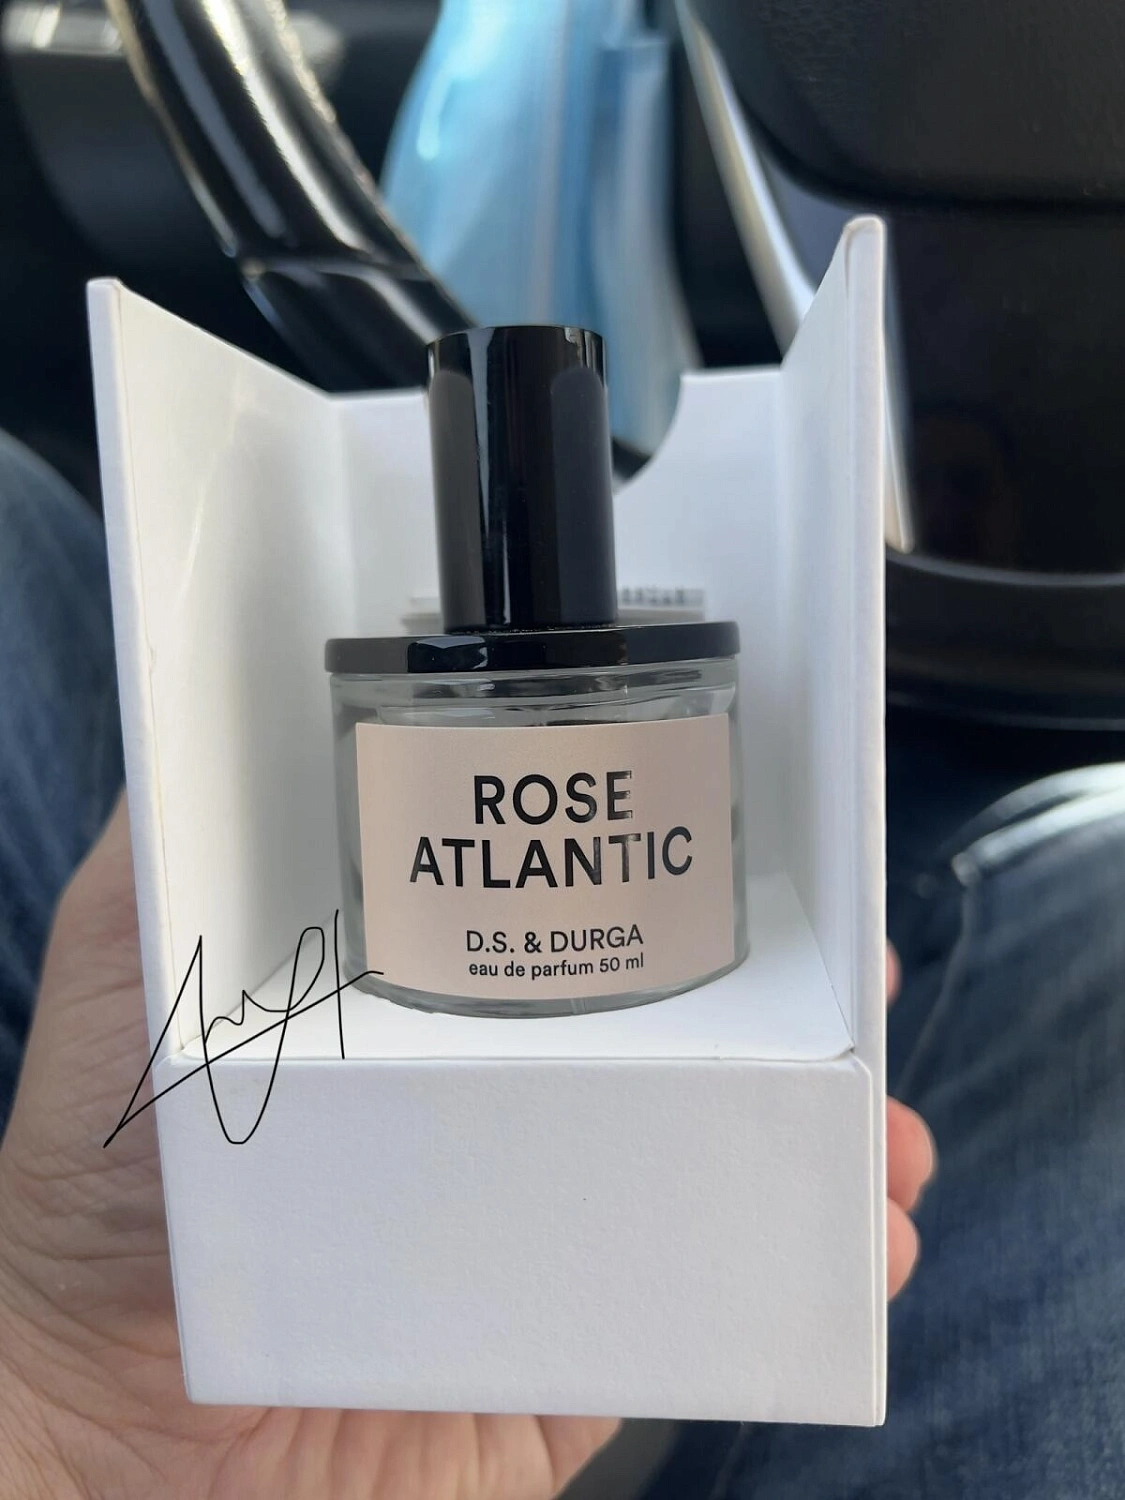 ROSE
ATLANTIC
D.S. & DURGA
eau de parfum 50 ml